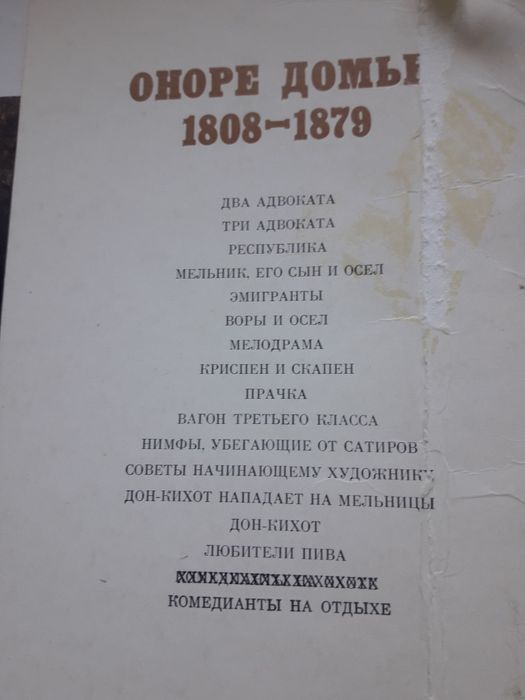 ОНОРЕ ДОМЬЕ
1808-1879
ДВА АДВОКАТА
ТРИ АДВОКАТА
РЕСПУБЛИКА
МЕЛЬНИК, ЕГО СЫН И ОСЕЛ
ЭМИГРАНТЫ
ВОРЫ И ОСЕЛ
МЕЛОДРАМА
КРИСПЕН И СКАПЕН
ПРАЧКА
ВАГОН ТРЕТЬЕГО КЛАССА
НИМФЫ, УБЕГАЮЩИЕ ОТ САТИРОВ
СОВЕТЫ НАЧИНАЮЩЕМУ ХУДОЖНИКУ
ДОН-КИХОТ НАПАДАЕТ НА МЕЛЬНИЦЫ
ДОН-КИХОТ
ЛЮБИТЕЛИ ПИВА
КОМЕДИАНТЫ НА ОТДЫХЕ